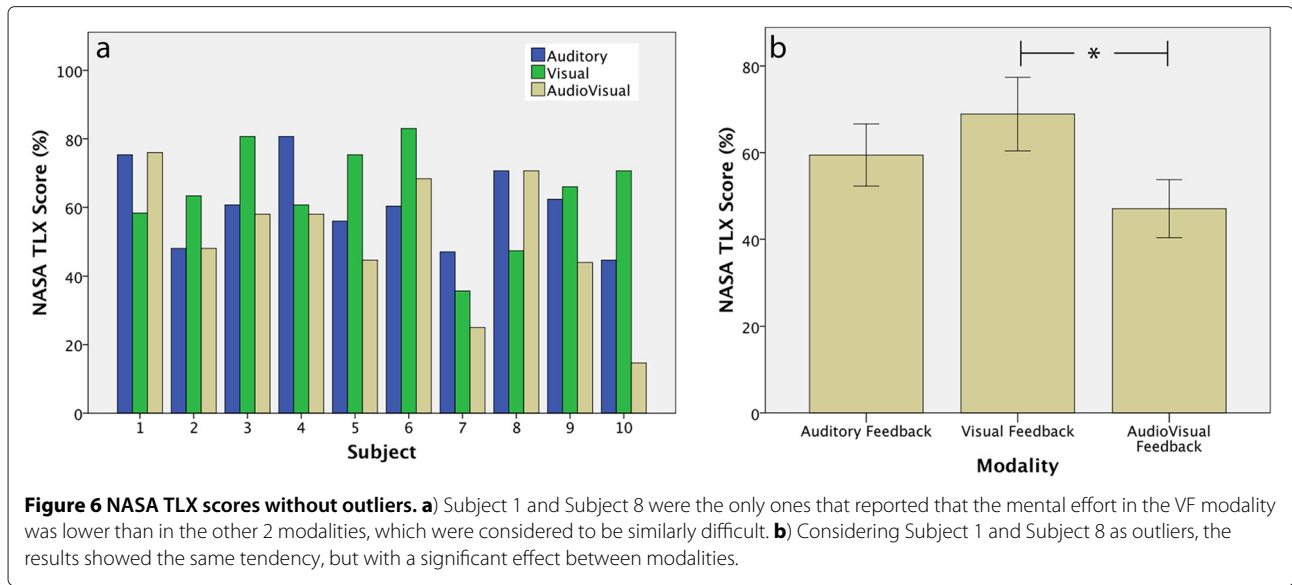 a
Auditory
Visual
AudioVisual
100
80
60
40
20
0
NASA TLX Score (%)
1 2 3 4 5 6 7 8 9 10
Subject
b
*
80
60
40
20
0
NASA TLX Score (%)
Auditory Feedback Visual Feedback AudioVisual
Feedback
Modality
Figure 6 NASA TLX scores without outliers. a) Subject 1 and Subject 8 were the only ones that reported that the mental effort in the VF modality
was lower than in the other 2 modalities, which were considered to be similarly difficult. b) Considering Subject 1 and Subject 8 as outliers, the
results showed the same tendency, but with a significant effect between modalities.